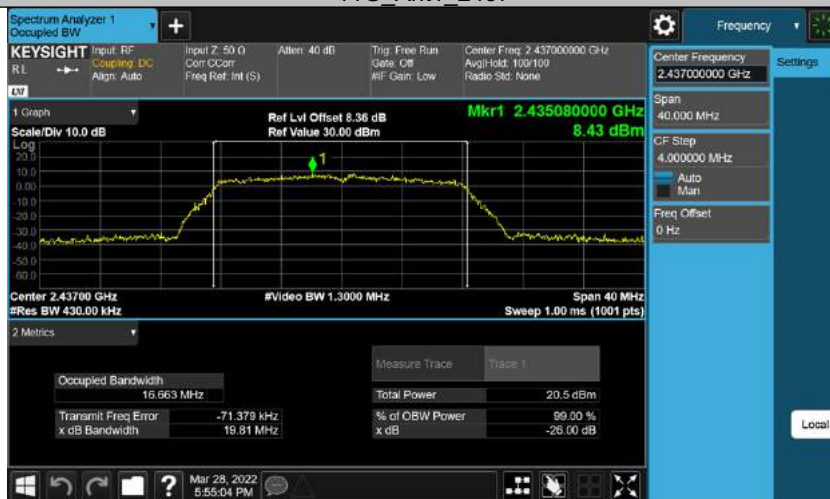 Spectrum Analyzer 1
Occupied BW
Frequency
KEYSIGHT
RL
Input: RF
Coupling: DC
Align: Auto
Input Z: 50 Ω
Corr CCorr
Freq Ref: Int (S)
Atten: 40 dB
Trig: Free Run
Gate: Off
#IF Gain: Low
Center Freq: 2.437000000 GHz
Avg|Hold: 100/100
Radio Std: None
LXI
Center Frequency
2.437000000 GHz
Settings
Span
40.000 MHz
CF Step
4.000000 MHz
Auto
Man
Freq Offset
0 Hz
Local
1 Graph
Scale/Div 10.0 dB
Ref Lvl Offset 8.36 dB
Ref Value 30.00 dBm
Mkr1 2.435080000 GHz
8.43 dBm
Log
20.0
10.0
0.00
-10.0
-20.0
-30.0
-40.0
-50.0
-60.0
1
Center 2.43700 GHz
#Res BW 430.00 kHz
#Video BW 1.3000 MHz
Span 40 MHz
Sweep 1.00 ms (1001 pts)
2 Metrics
Measure Trace
Trace 1
Occupied Bandwidth
16.663 MHz
Total Power
20.5 dBm
Transmit Freq Error
-71.379 kHz
% of OBW Power
99.00 %
x dB Bandwidth
19.81 MHz
x dB
-26.00 dB
?
Mar 28, 2022
5:55:04 PM